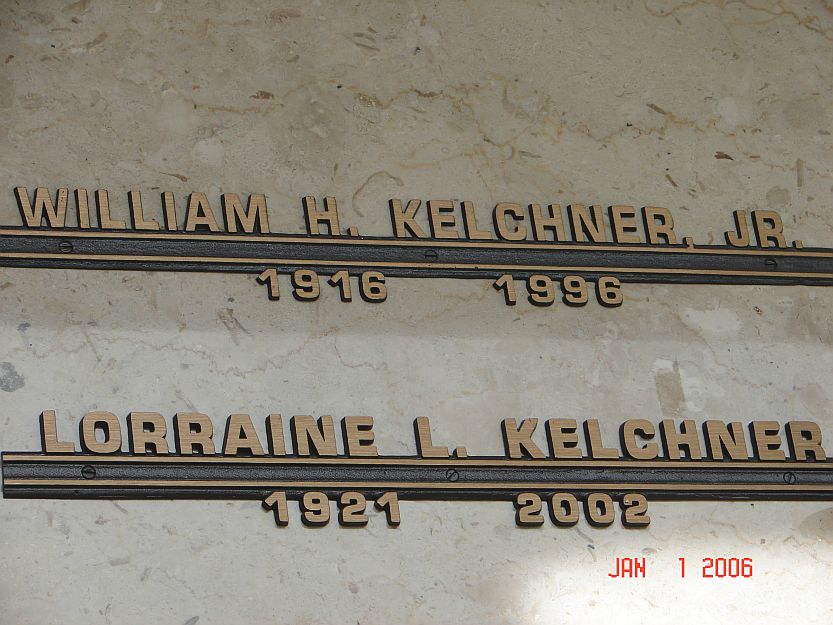 WILLIAM H. KELCHNER, JR.
1916 1996
LORRAINE L. KELCHNER
1921 2002
JAN 1 2006